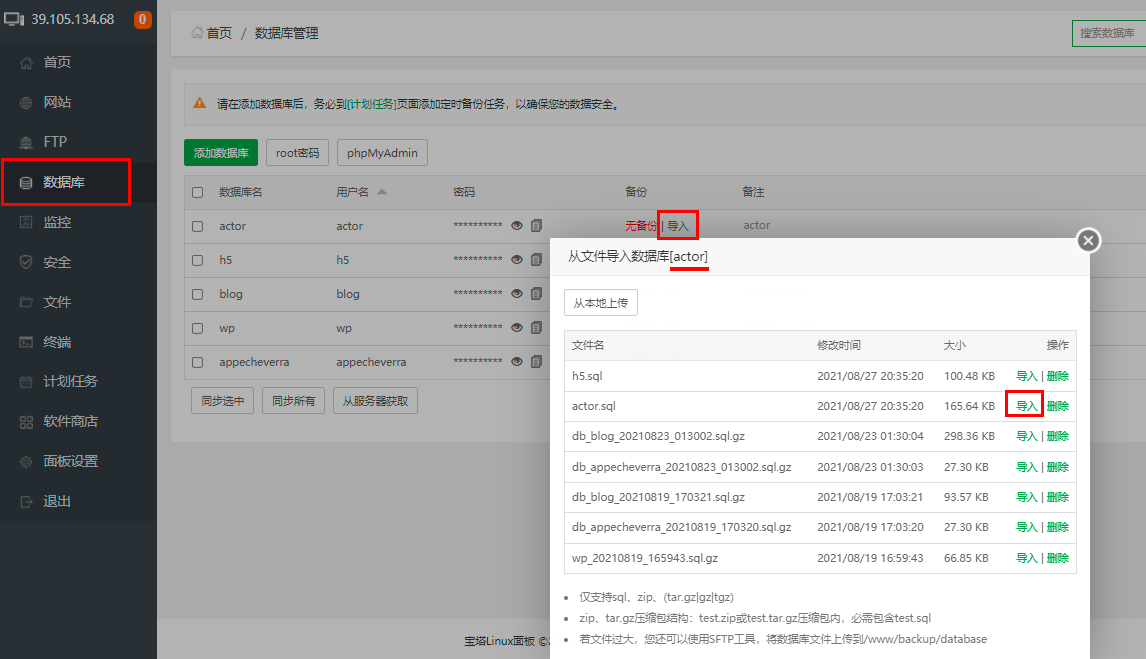 39.105.134.68 0
首页
网站
FTP
数据库
监控
安全
文件
终端
计划任务
软件商店
面板设置
退出
首页 / 数据库管理
搜索数据库
请在添加数据库后，务必到[计划任务]页面添加定时备份任务，以确保您的数据安全。
添加数据库 root密码 phpMyAdmin
数据库名 用户名 密码 备份 备注
actor actor ********** 无备份 | 导入 actor
h5 h5 **********
blog blog **********
wp wp **********
appecheverra appecheverra **********
同步选中 同步所有 从服务器获取
宝塔Linux面板 ©
从文件导入数据库[actor]
从本地上传
文件名 修改时间 大小 操作
h5.sql 2021/08/27 20:35:20 100.48 KB 导入 | 删除
actor.sql 2021/08/27 20:35:20 165.64 KB 导入 删除
db_blog_20210823_013002.sql.gz 2021/08/23 01:30:04 298.36 KB 导入 | 删除
db_appecheverra_20210823_013002.sql.gz 2021/08/23 01:30:03 27.30 KB 导入 | 删除
db_blog_20210819_170321.sql.gz 2021/08/19 17:03:21 93.57 KB 导入 | 删除
db_appecheverra_20210819_170320.sql.gz 2021/08/19 17:03:20 27.30 KB 导入 | 删除
wp_20210819_165943.sql.gz 2021/08/19 16:59:43 66.85 KB 导入 | 删除
仅支持sql、zip、(tar.gz|gz|tgz)
zip、tar.gz压缩包结构：test.zip或test.tar.gz压缩包内，必需包含test.sql
若文件过大，您还可以使用SFTP工具，将数据库文件上传到/www/backup/database